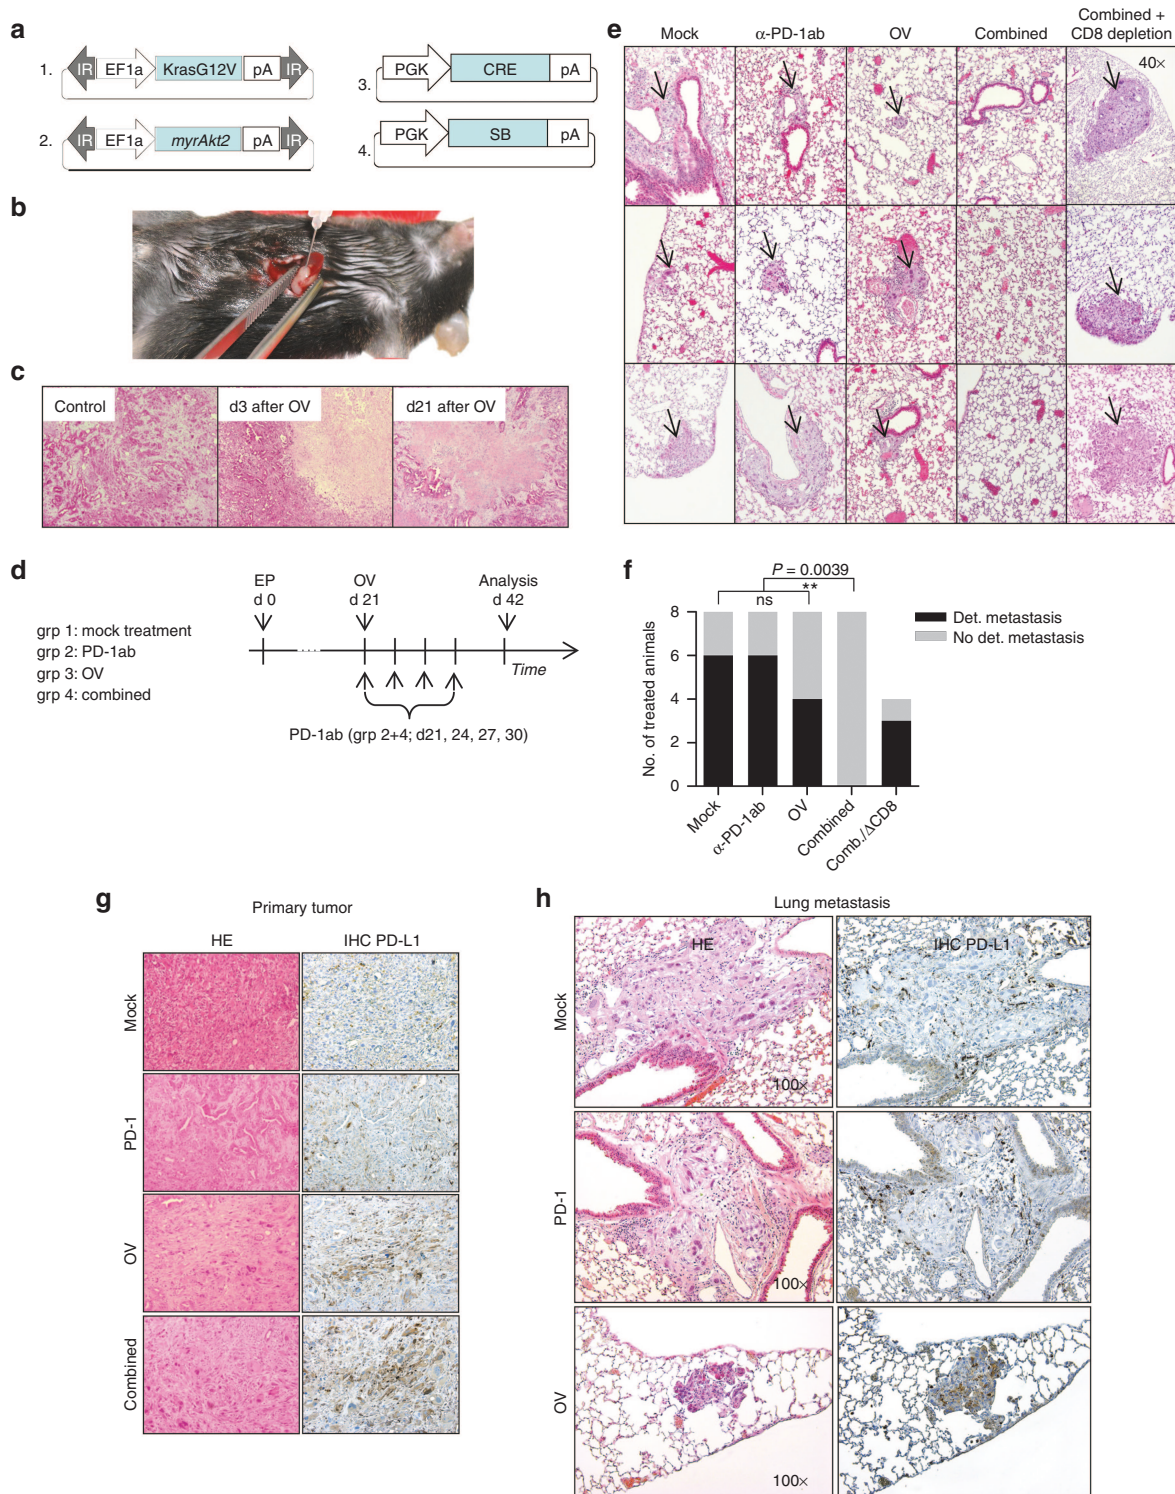 a
1. IR EF1a KrasG12V pA IR
2. IR EF1a myrAkt2 pA IR
3. PGK CRE pA
4. PGK SB pA
b
c
Control
d3 after OV
d21 after OV
d
grp 1: mock treatment
grp 2: PD-1ab
grp 3: OV
grp 4: combined
EP
d 0
OV
d 21
Analysis
d 42
Time
PD-1ab (grp 2+4; d21, 24, 27, 30)
e
Mock
α-PD-1ab
OV
Combined
Combined +
CD8 depletion
40×
f
P = 0.0039
**
ns
No. of treated animals
8
6
4
2
0
Mock
α-PD-1ab
OV
Combined
Comb./ΔCD8
Det. metastasis
No det. metastasis
g
Primary tumor
HE
IHC PD-L1
Mock
PD-1
OV
Combined
h
Lung metastasis
HE
IHC PD-L1
Mock
100×
PD-1
100×
OV
100×